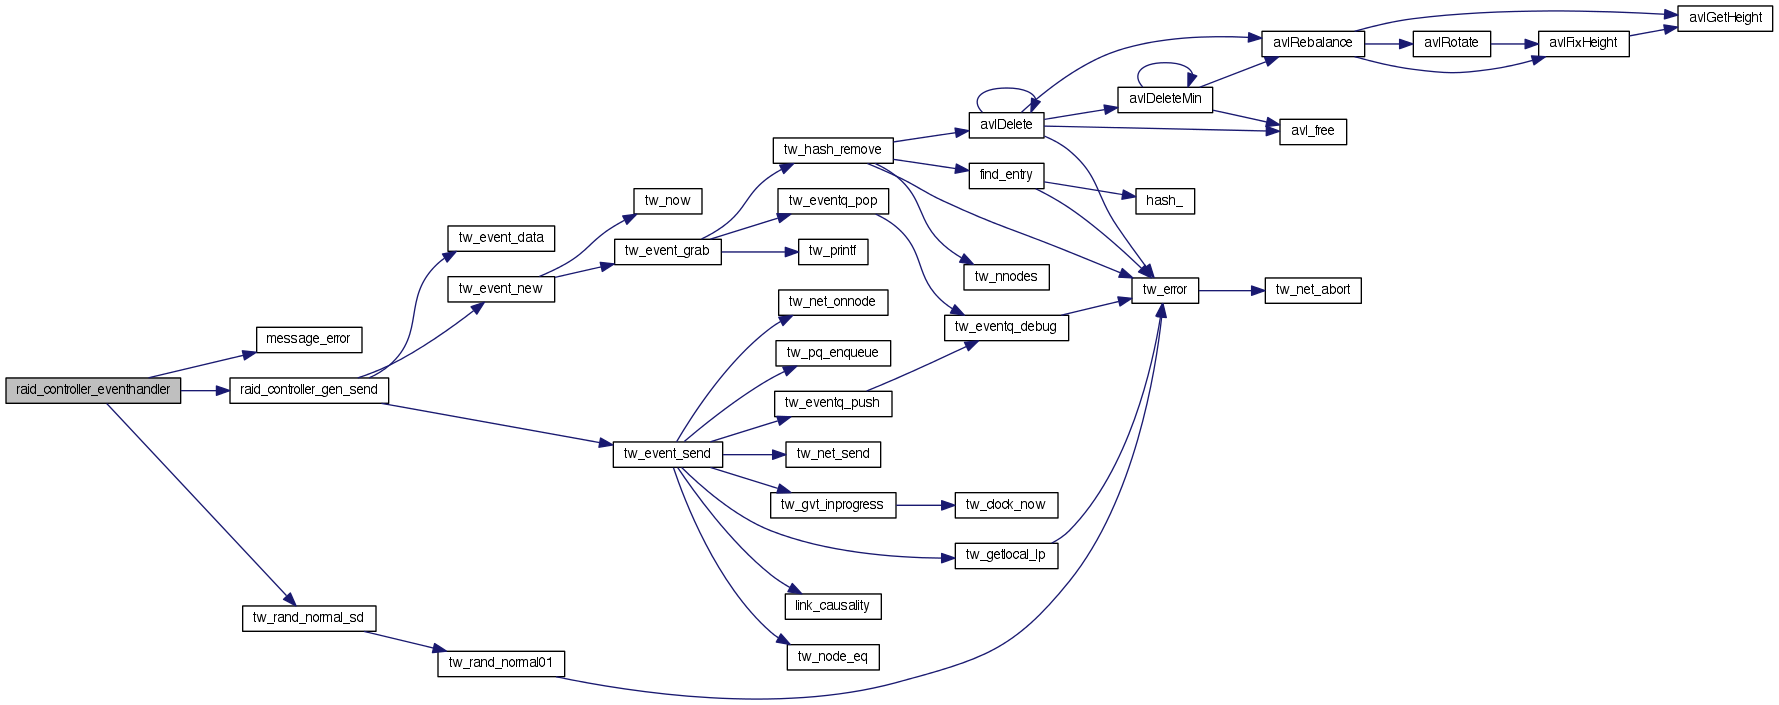 raid_controller_eventhandler
message_error
raid_controller_gen_send
tw_rand_normal_sd
tw_event_data
tw_event_new
tw_rand_normal01
tw_now
tw_event_grab
tw_event_send
tw_hash_remove
tw_eventq_pop
tw_printf
tw_net_onnode
tw_pq_enqueue
tw_eventq_push
tw_net_send
tw_gvt_inprogress
link_causality
tw_node_eq
avlDelete
find_entry
tw_nnodes
tw_eventq_debug
tw_clock_now
tw_getlocal_lp
avlDeleteMin
hash_
tw_error
avlRebalance
avl_free
tw_net_abort
avlRotate
avlFixHeight
avlGetHeight